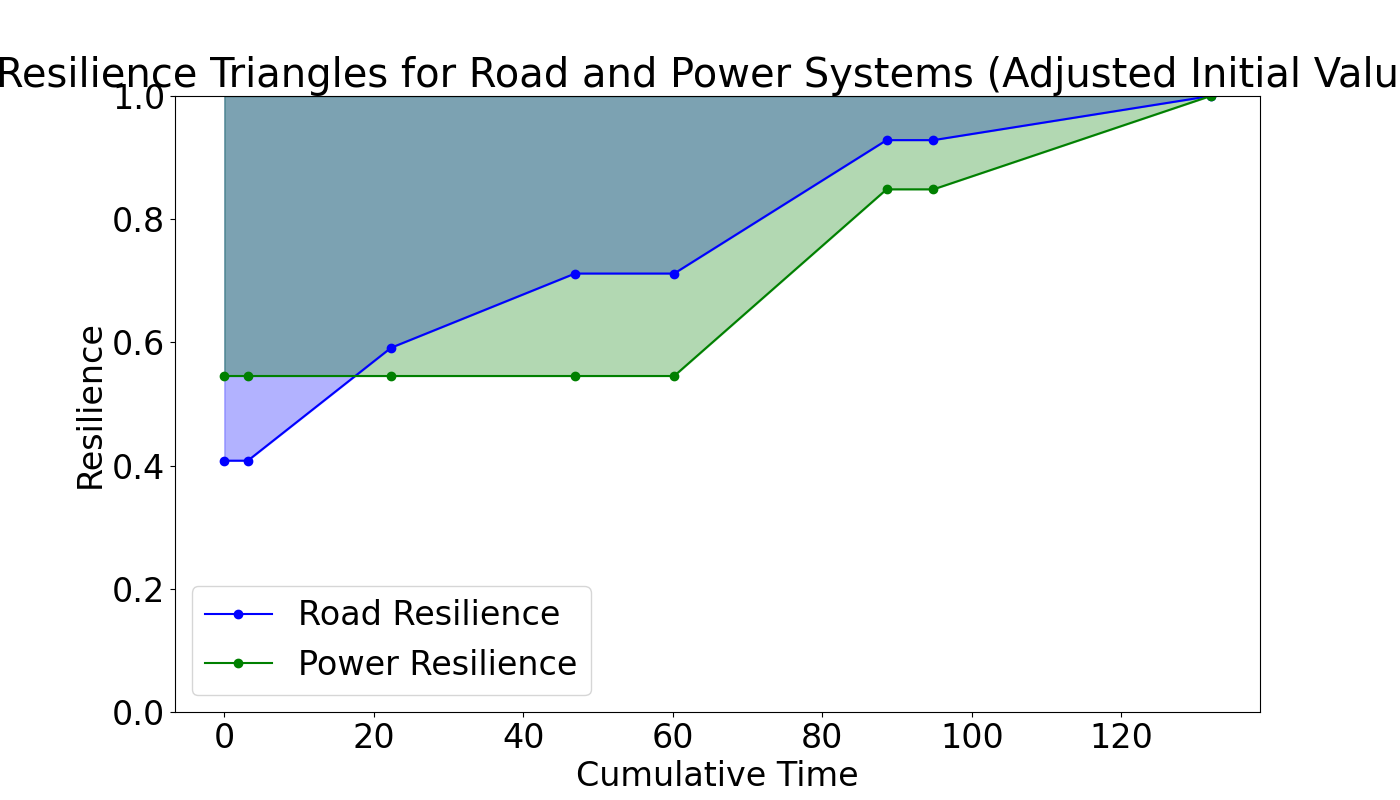 Resilience Triangles for Road and Power Systems (Adjusted Initial Valu
1.0
0.8
0.6
0.4
0.2
0.0
Resilience
Road Resilience
Power Resilience
0 20 40 60 80 100 120
Cumulative Time